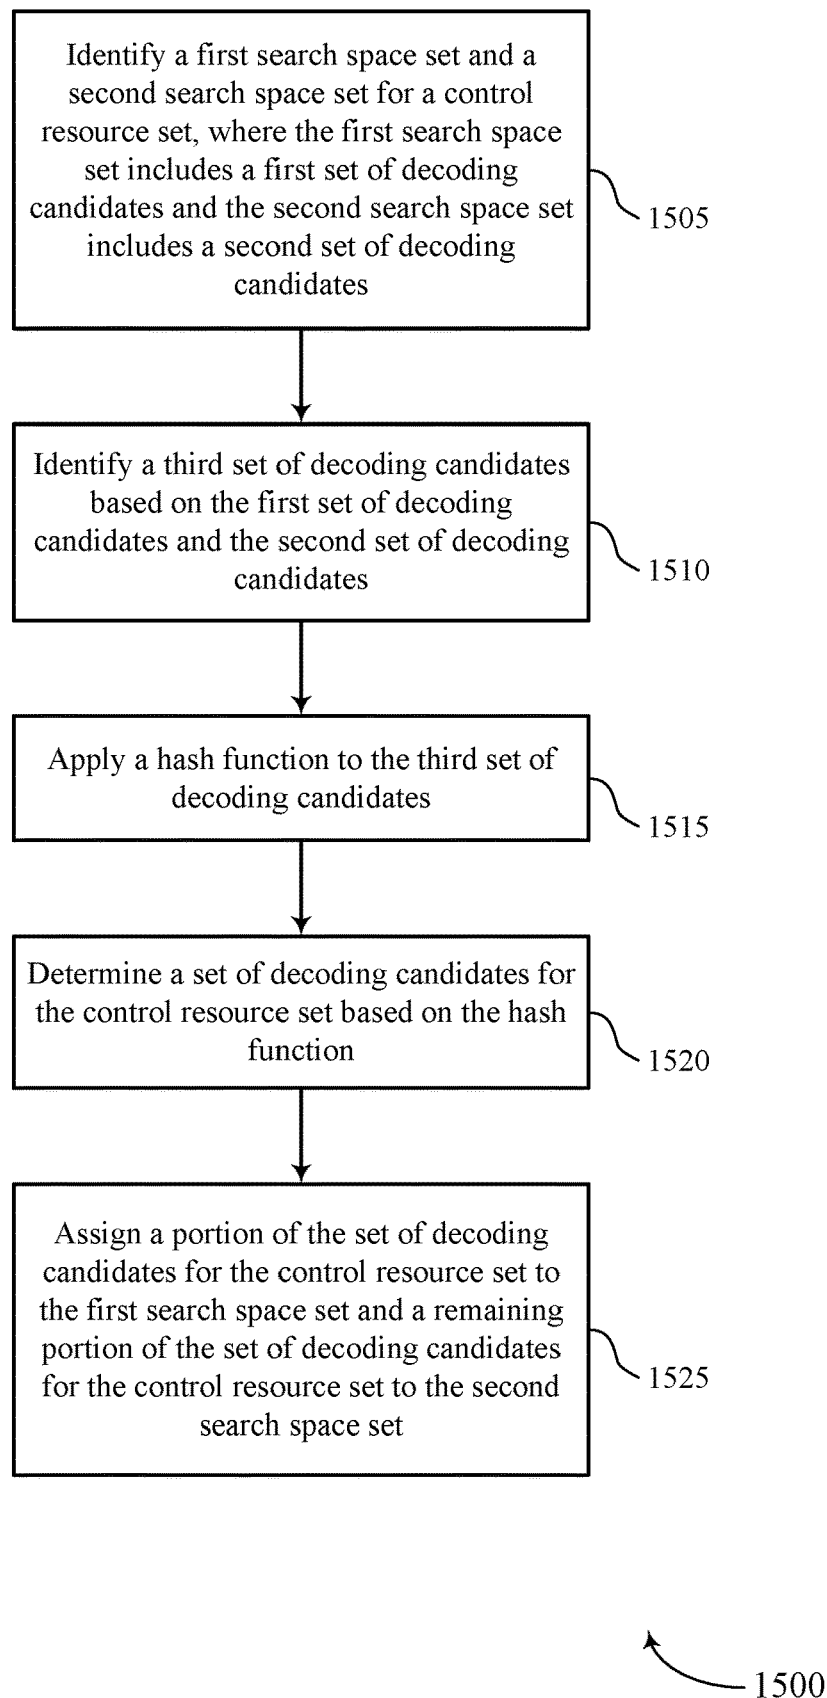 Identify a first search space set and a
second search space set for a control
resource set, where the first search space
set includes a first set of decoding
candidates and the second search space set
includes a second set of decoding
candidates
1505
Identify a third set of decoding candidates
based on the first set of decoding
candidates and the second set of decoding
candidates
1510
Apply a hash function to the third set of
decoding candidates
1515
Determine a set of decoding candidates for
the control resource set based on the hash
function
1520
Assign a portion of the set of decoding
candidates for the control resource set to
the first search space set and a remaining
portion of the set of decoding candidates
for the control resource set to the second
search space set
1525
1500